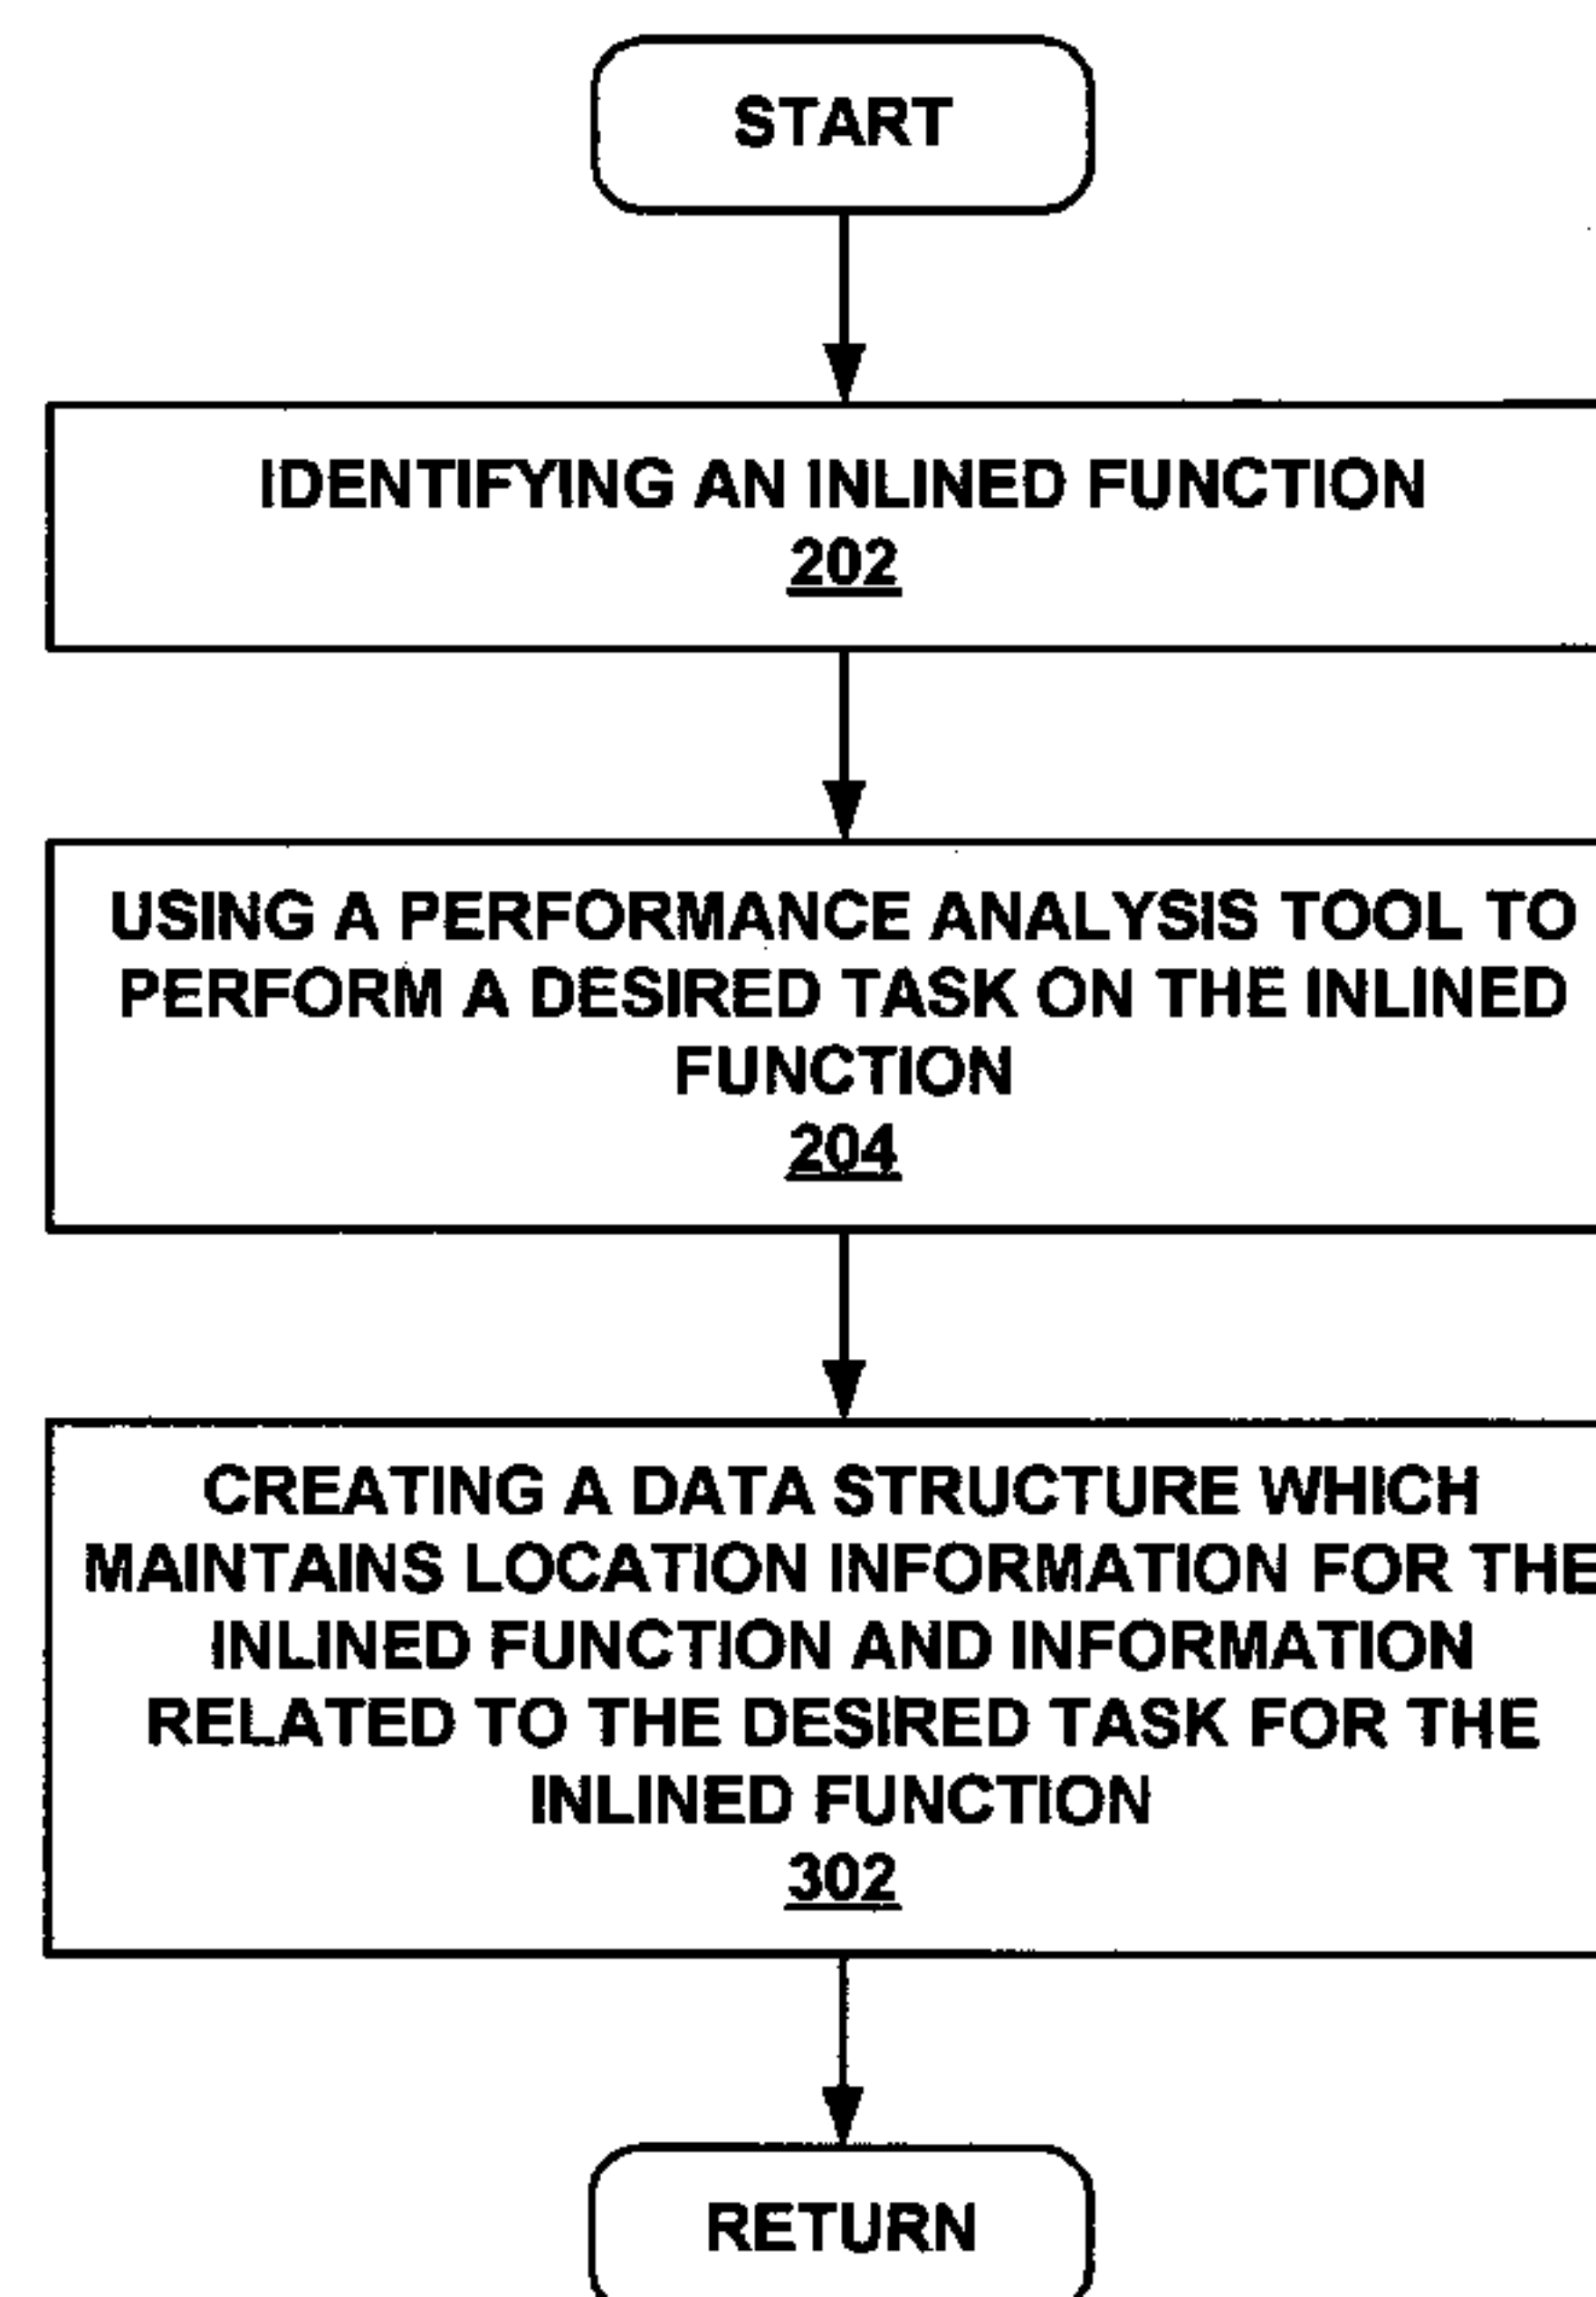 START
IDENTIFYING AN INLINED FUNCTION
202
USING A PERFORMANCE ANALYSIS TOOL TO
PERFORM A DESIRED TASK ON THE INLINED
FUNCTION
204
CREATING A DATA STRUCTURE WHICH
MAINTAINS LOCATION INFORMATION FOR THE
INLINED FUNCTION AND INFORMATION
RELATED TO THE DESIRED TASK FOR THE
INLINED FUNCTION
302
RETURN